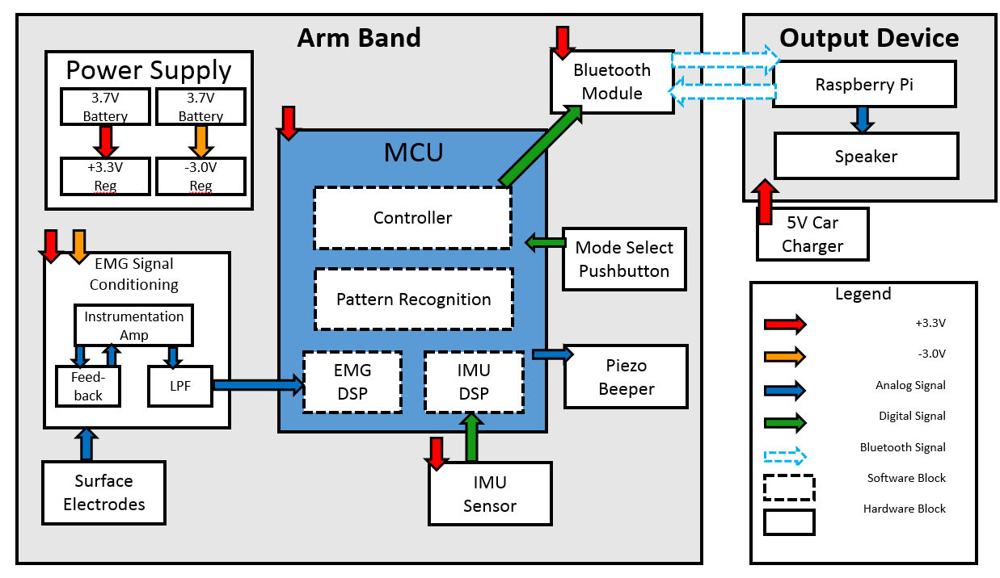 Arm Band
Power Supply
3.7V
Battery
3.7V
Battery
+3.3V
Reg
-3.0V
Reg
EMG Signal
Conditioning
Instrumentation
Amp
Feed-
back
LPF
Surface
Electrodes
MCU
Controller
Pattern Recognition
EMG
DSP
IMU
DSP
IMU
Sensor
Bluetooth
Module
Mode Select
Pushbutton
Piezo
Beeper
Output Device
Raspberry Pi
Speaker
5V Car
Charger
Legend
+3.3V
-3.0V
Analog Signal
Digital Signal
Bluetooth Signal
Software Block
Hardware Block